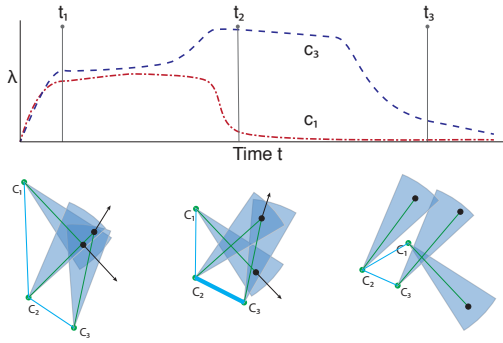 t₁ t₂ t₃
λ
c₃
c₁
Time t
C₁ C₁ C₁
C₂ C₂ C₂
C₃ C₃ C₃